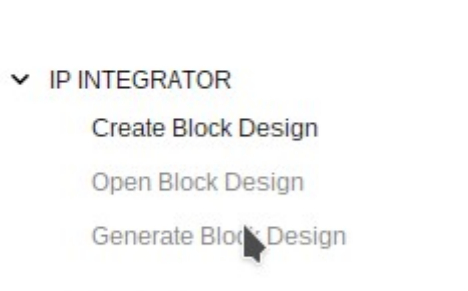 IP INTEGRATOR
Create Block Design
Open Block Design
Generate Block Design